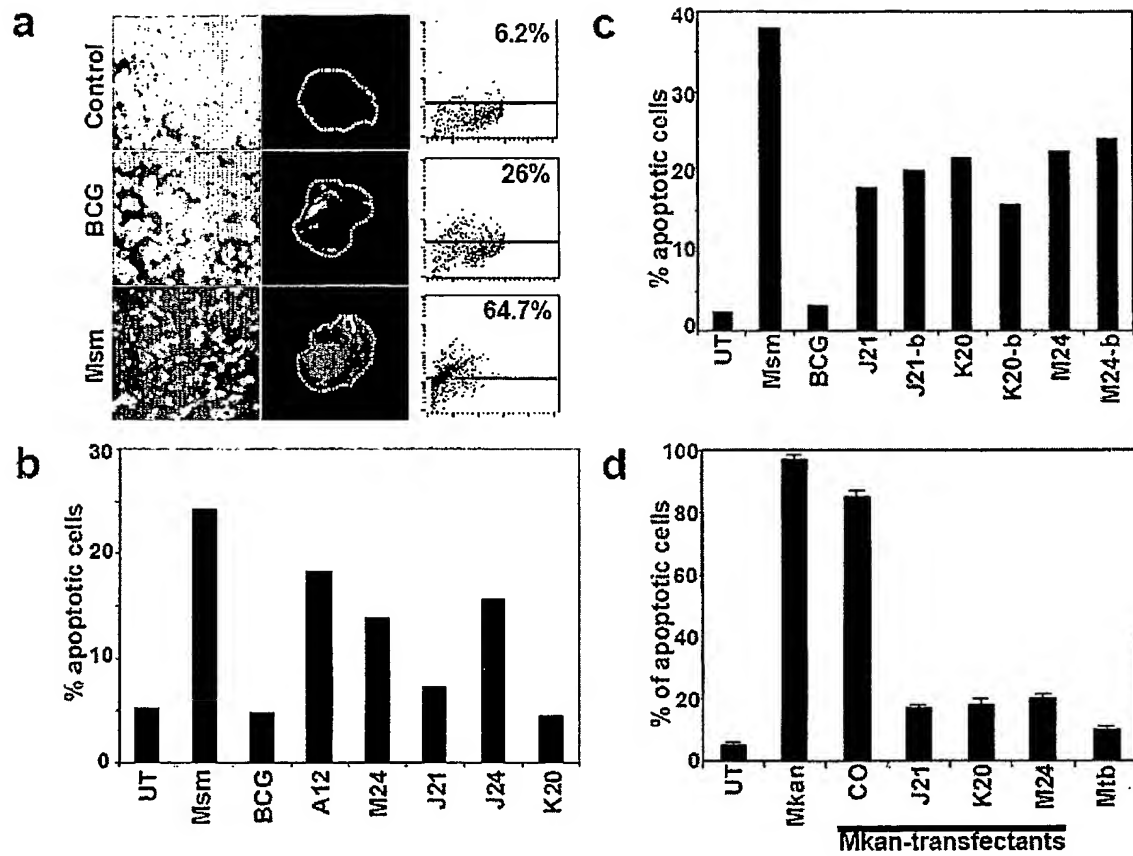 a
Control
6.2%
BCG
26%
Msm
64.7%
b
% apoptotic cells
30
20
10
0
UT
Msm
BCG
A12
M24
J21
J24
K20
c
% apoptotic cells
40
30
20
10
0
UT
Msm
BCG
J21
J21-b
K20
K20-b
M24
M24-b
d
% of apoptotic cells
100
80
60
40
20
0
UT
Mkan
CO
J21
K20
M24
Mtb
Mkan-transfectants